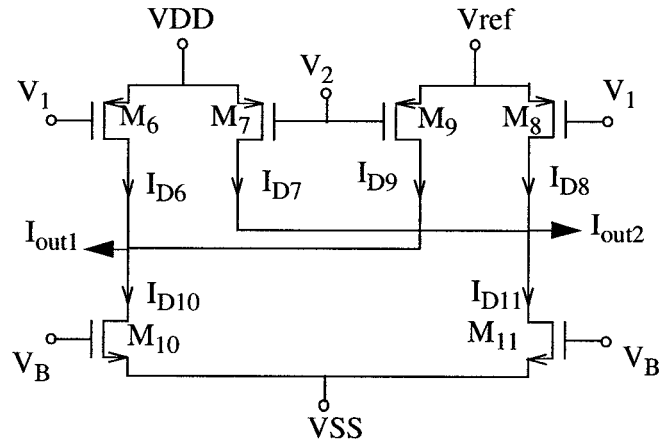 VDD
Vref
V1
V2
V1
M6
M7
M9
M8
ID6
ID7
ID9
ID8
Iout1
Iout2
ID10
ID11
M10
M11
VB
VB
VSS